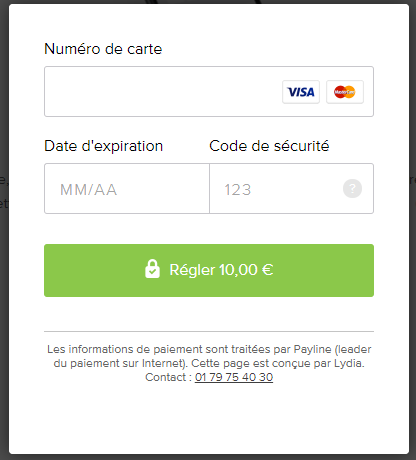 Numéro de carte
VISA MasterCard
Date d'expiration Code de sécurité
MM/AA 123 ?
Régler 10,00 €
Les informations de paiement sont traitées par Payline (leader
du paiement sur Internet). Cette page est conçue par Lydia.
Contact : 01 79 75 40 30